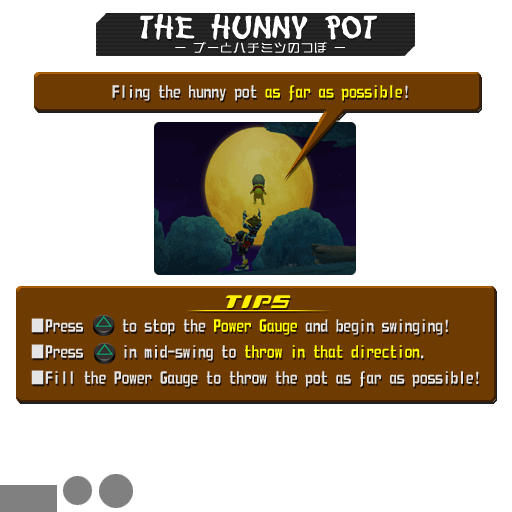 THE HUNNY POT
— プーとハチミツのつぼ —
Fling the hunny pot as far as possible!
TIPS
■Press △ to stop the Power Gauge and begin swinging!
■Press △ in mid-swing to throw in that direction.
■Fill the Power Gauge to throw the pot as far as possible!